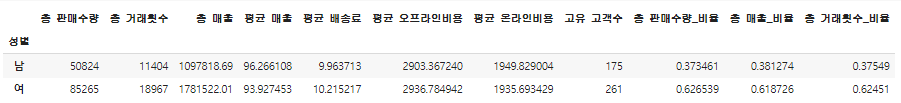 총 판매수량 총 거래횟수 총 매출 평균 매출 평균 배송료 평균 오프라인비용 평균 온라인비용 고유 고객수 총 판매수량_비율 총 매출_비율 총 거래횟수_비율
성별
남 50824 11404 1097818.69 96.266108 9.963713 2903.367240 1949.829004 175 0.373461 0.381274 0.37549
여 85265 18967 1781522.01 93.927453 10.215217 2936.784942 1935.693429 261 0.626539 0.618726 0.62451